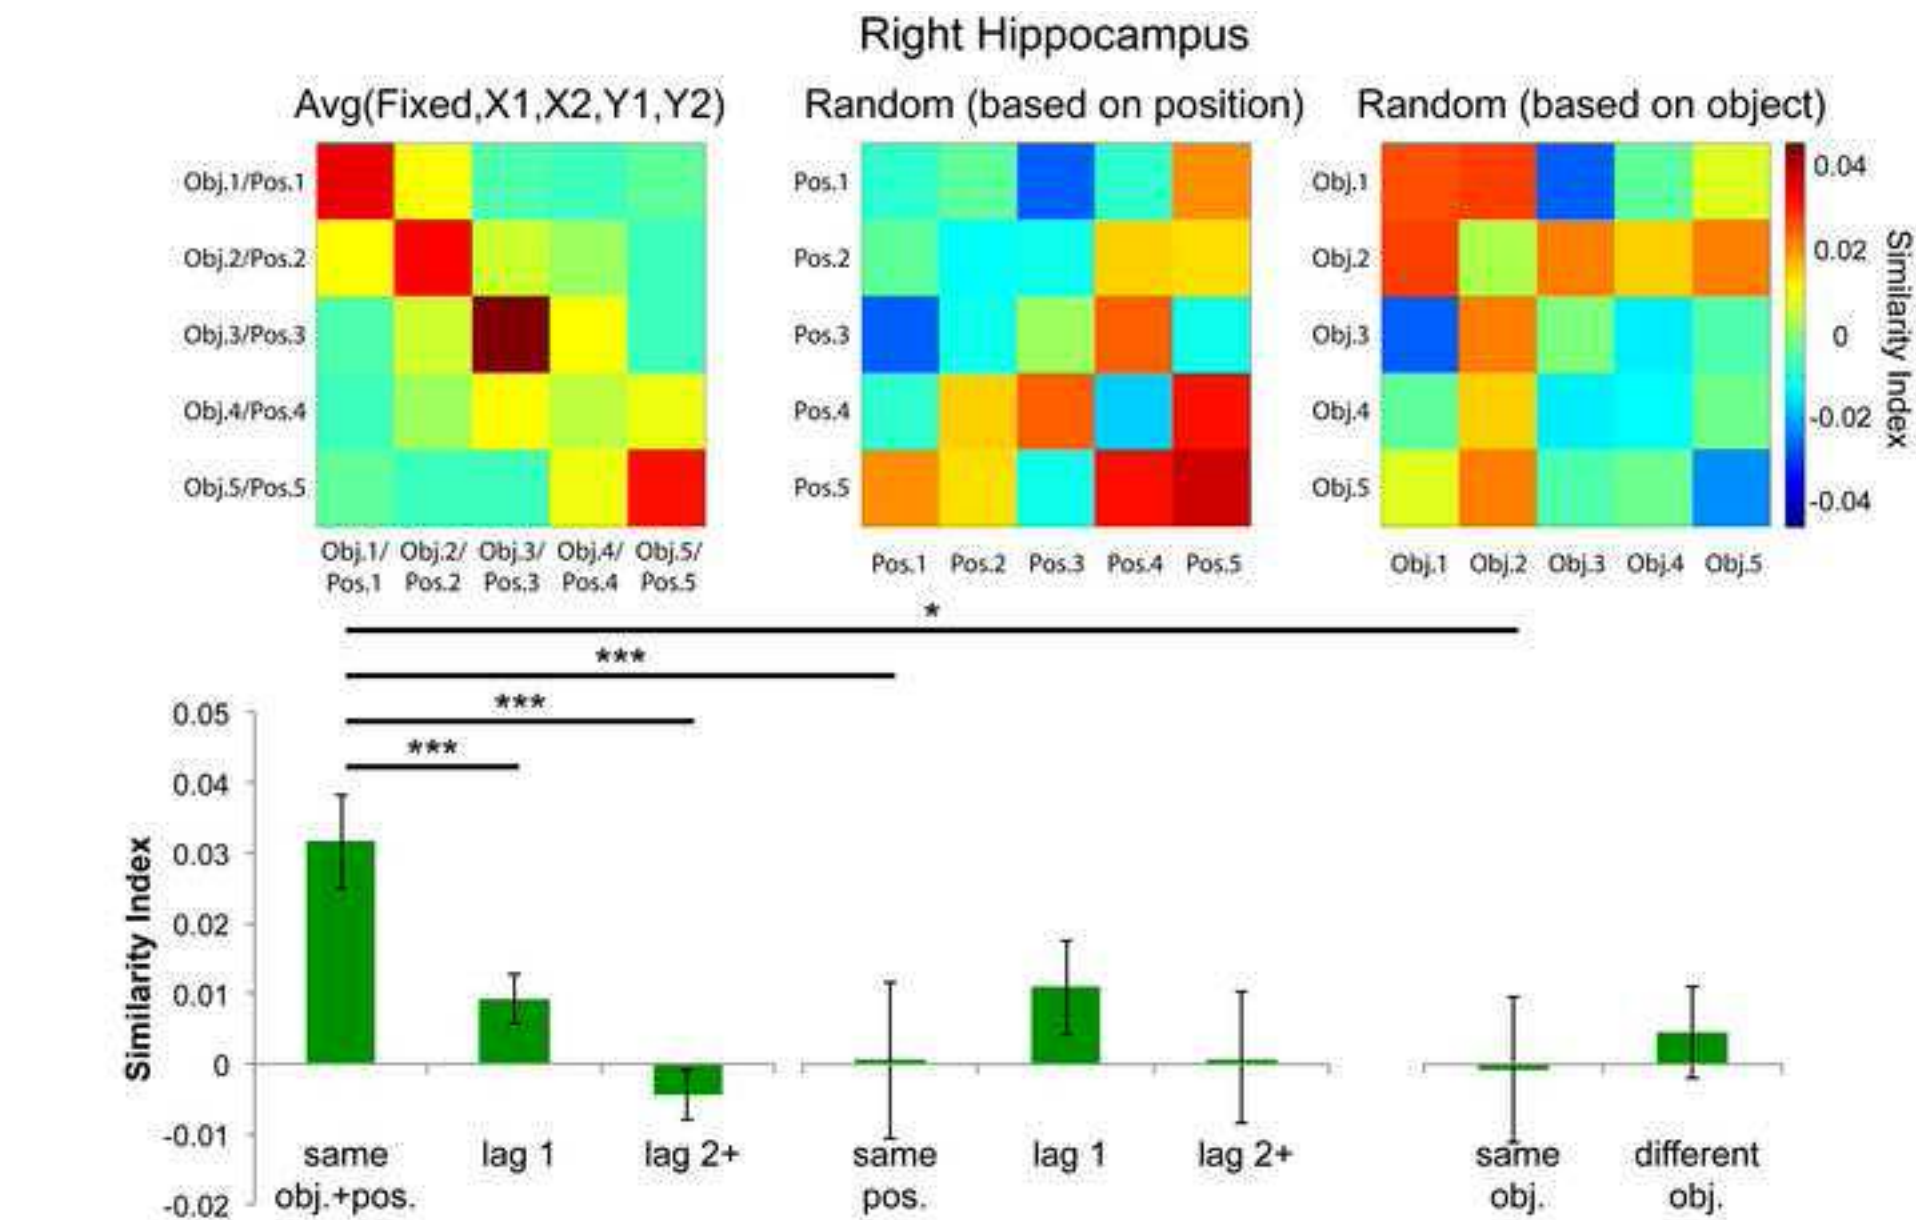 Right Hippocampus
Avg(Fixed,X1,X2,Y1,Y2)
Random (based on position)
Random (based on object)
Obj.1/Pos.1
Obj.2/Pos.2
Obj.3/Pos.3
Obj.4/Pos.4
Obj.5/Pos.5
Obj.1/ Obj.2/ Obj.3/ Obj.4/ Obj.5/
Pos.1 Pos.2 Pos.3 Pos.4 Pos.5
Pos.1
Pos.2
Pos.3
Pos.4
Pos.5
Pos.1 Pos.2 Pos.3 Pos.4 Pos.5
Obj.1
Obj.2
Obj.3
Obj.4
Obj.5
Obj.1 Obj.2 Obj.3 Obj.4 Obj.5
0.04
0.02
0
-0.02
-0.04
Similarity Index
*
***
***
***
Similarity Index
0.05
0.04
0.03
0.02
0.01
0
-0.01
-0.02
same
obj.+pos.
lag 1
lag 2+
same
pos.
lag 1
lag 2+
same
obj.
different
obj.